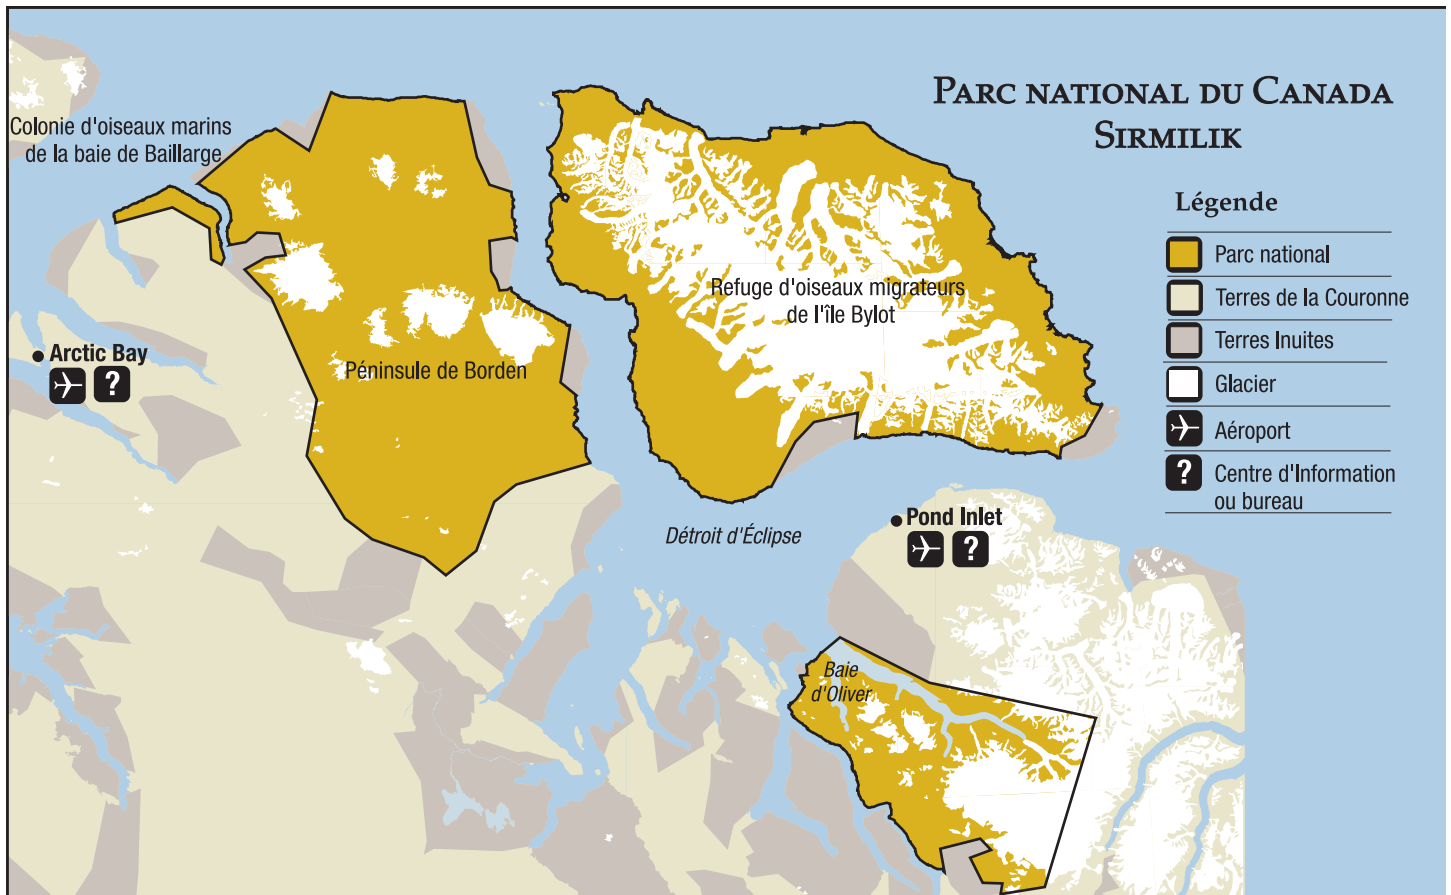 PARC NATIONAL DU CANADA
SIRMILIK
Colonie d'oiseaux marins
de la baie de Baillarge
Refuge d'oiseaux migrateurs
de l'île Bylot
Arctic Bay
?
Péninsule de Borden
Détroit d'Éclipse
Pond Inlet
?
Baie
d'Oliver
Légende
Parc national
Terres de la Couronne
Terres Inuites
Glacier
Aéroport
?
Centre d'Information
ou bureau